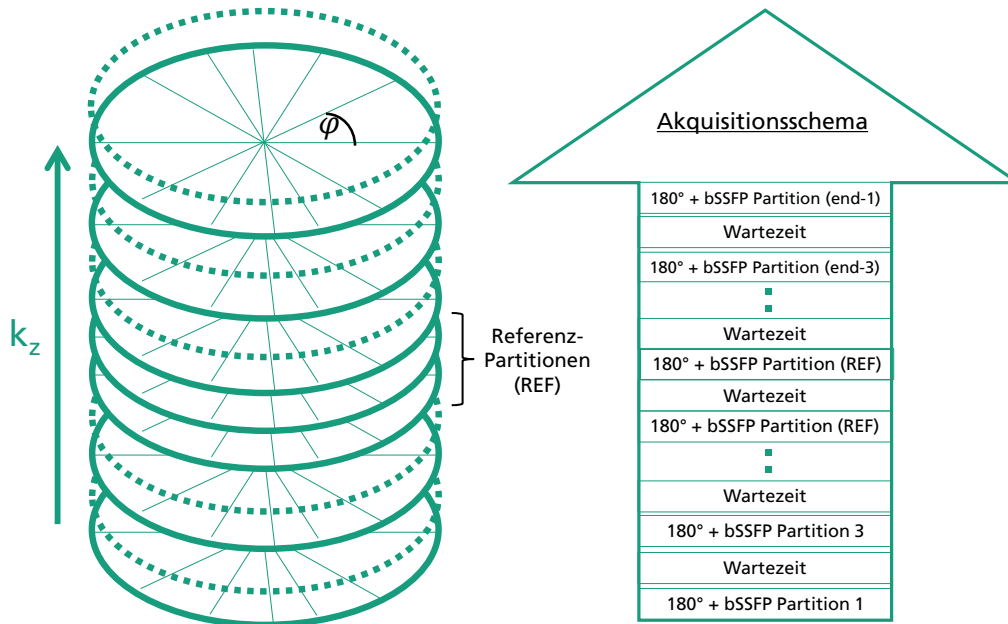 φ
k_z
Referenz-
Partitionen
(REF)
Akquisitionsschema
180° + bSSFP Partition (end-1)
Wartezeit
180° + bSSFP Partition (end-3)
Wartezeit
180° + bSSFP Partition (REF)
Wartezeit
180° + bSSFP Partition (REF)
Wartezeit
180° + bSSFP Partition 3
Wartezeit
180° + bSSFP Partition 1